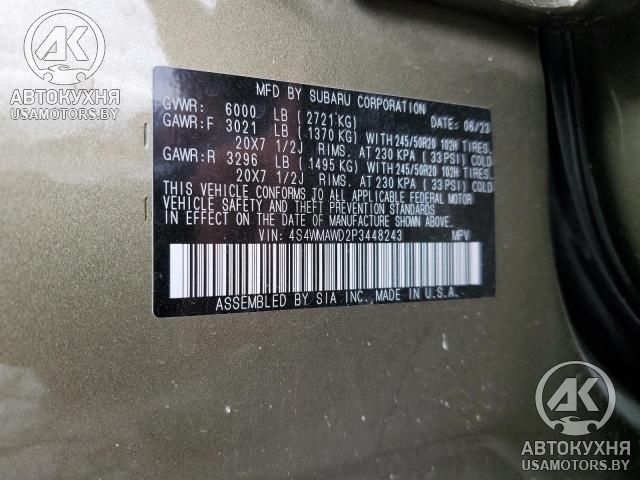 AK
АВТОКУХНЯ
USAMOTORS.BY
MFD BY SUBARU CORPORATION
GVWR: 6000 LB (2721 KG) DATE: 06/23
GAWR:F 3021 LB (1370 KG) WITH 245/50R20 102H TIRES,
20X7 1/2J RIMS. AT 230 KPA (33 PSI) COLD
GAWR:R 3296 LB (1495 KG) WITH 245/50R20 102H TIRES,
20X7 1/2J RIMS. AT 230 KPA (33 PSI) COLD
THIS VEHICLE CONFORMS TO ALL APPLICABLE FEDERAL MOTOR
VEHICLE SAFETY AND THEFT PREVENTION STANDARDS
IN EFFECT ON THE DATE OF MANUFACTURE SHOWN ABOVE.
VIN: 4S4WMAWD2P3448243 MPV
ASSEMBLED BY SIA INC. MADE IN U.S.A.
AK
АВТОКУХНЯ
USAMOTORS.BY